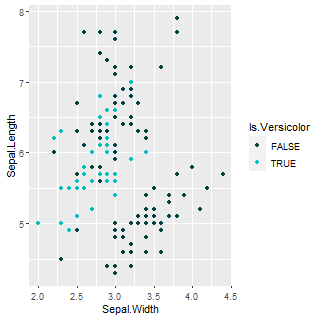 8
7
6
5
Sepal.Length
2.0 2.5 3.0 3.5 4.0 4.5
Sepal.Width
Is.Versicolor
FALSE
TRUE